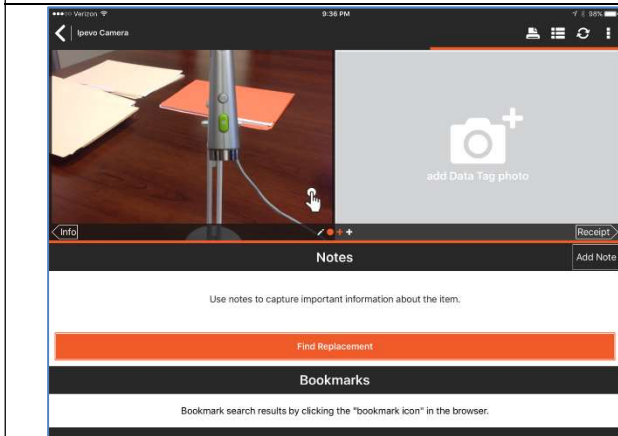 Verizon 9:36 PM 98%
Ipevo Camera
add Data Tag photo
Info
Receipt
Notes
Add Note
Use notes to capture important information about the item.
Find Replacement
Bookmarks
Bookmark search results by clicking the "bookmark icon" in the browser.